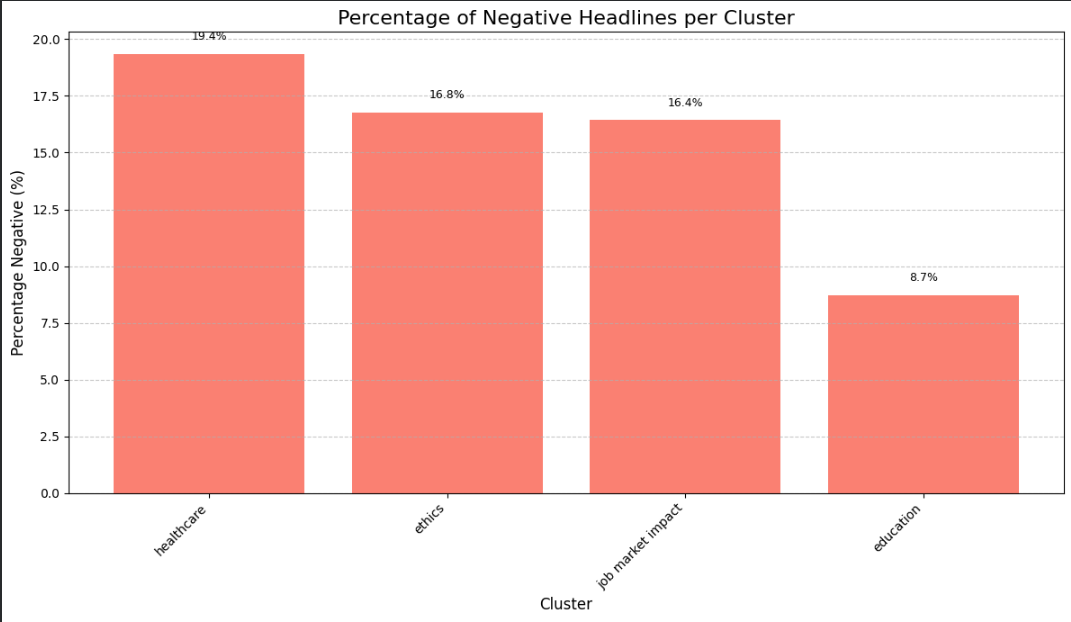 Percentage of Negative Headlines per Cluster
Percentage Negative (%)
20.0
17.5
15.0
12.5
10.0
7.5
5.0
2.5
0.0
19.4%
16.8%
16.4%
8.7%
healthcare
ethics
job market impact
education
Cluster